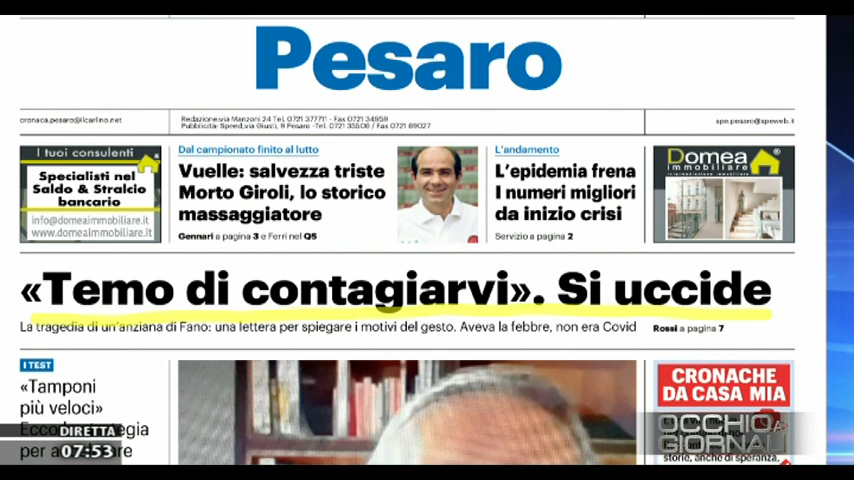 Pesaro
cronaca.pesaro@ilcarlino.net
Redazione: via Manzoni 24 Tel. 0721 377711 - Fax 0721 34959
Pubblicità: Speed, via Giusti, 9 Pesaro - Tel. 0721 35506 / Fax 0721 69027
spe.pesaro@speweb.it
I tuoi consulenti
Specialisti nel
Saldo & Stralcio
bancario
info@domeaimmobiliare.it
www.domeaimmobiliare.it
Dal campionato finito al lutto
Vuelle: salvezza triste
Morto Giroli, lo storico
massaggiatore
Gennari a pagina 3 e Ferri nel QS
L'andamento
L'epidemia frena
I numeri migliori
da inizio crisi
Servizio a pagina 2
Domea
immobiliare
intermediazione immobiliare
«Temo di contagiarvi». Si uccide
La tragedia di un'anziana di Fano: una lettera per spiegare i motivi del gesto. Aveva la febbre, non era Covid
Rossi a pagina 7
I TEST
«Tamponi
più veloci»
CRONACHE
DA CASA MIA
storie, anche di speranza,
DIRETTA
07:53
OCCHIO AI
GIORNALI